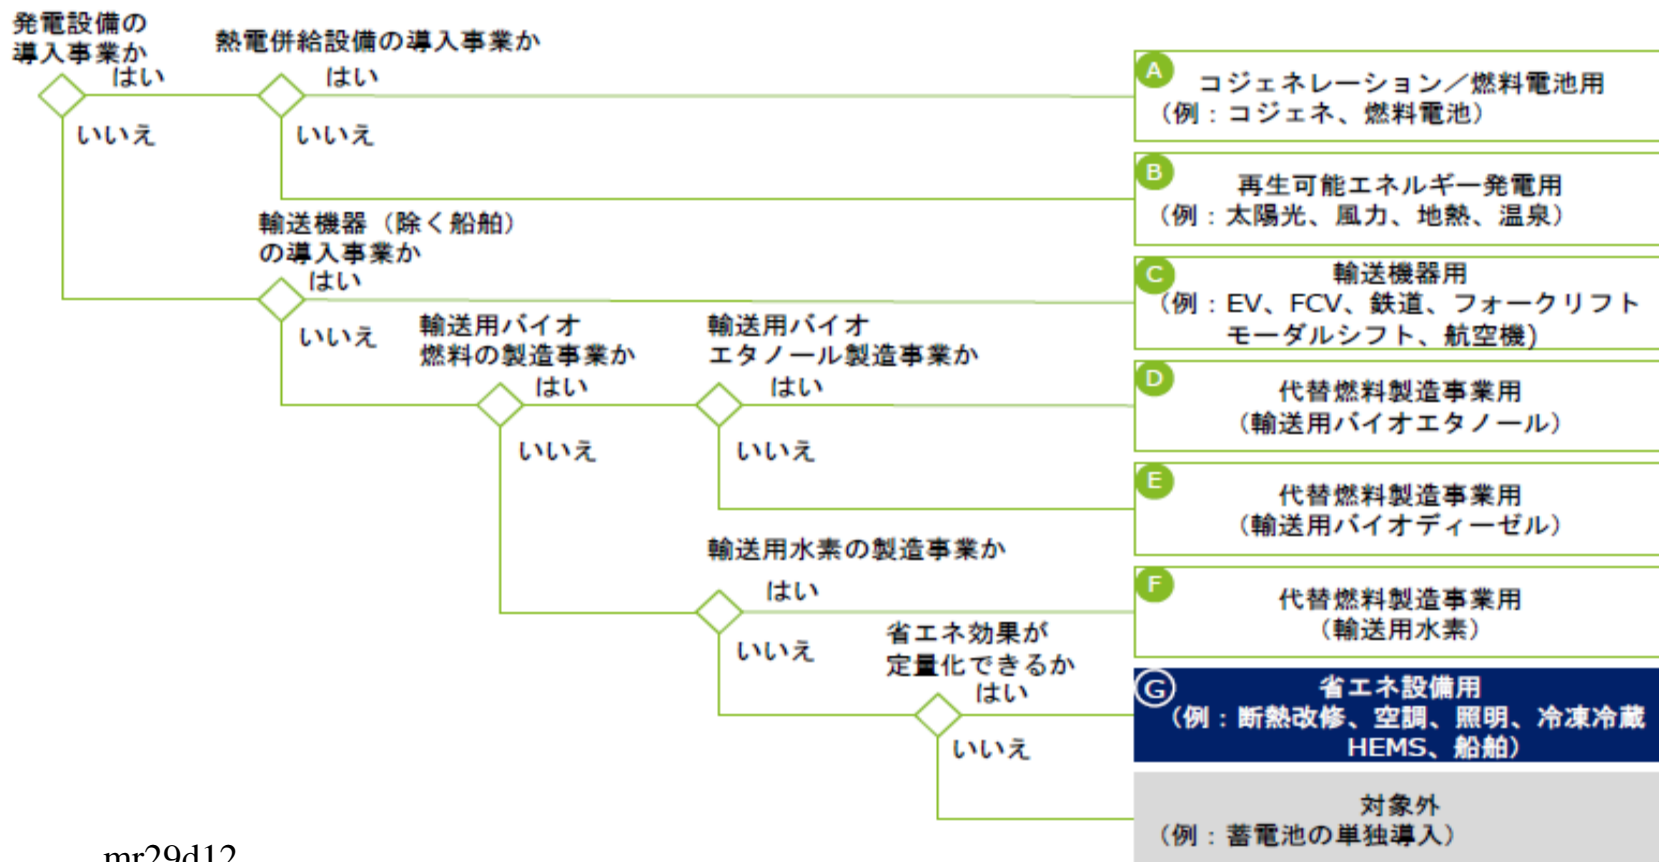 発電設備の
導入事業か
はい
いいえ
熱電併給設備の導入事業か
はい
いいえ
A
コジェネレーション／燃料電池用
（例：コジェネ、燃料電池）
B
再生可能エネルギー発電用
（例：太陽光、風力、地熱、温泉）
輸送機器（除く船舶）
の導入事業か
はい
いいえ
C
輸送機器用
（例：EV、FCV、鉄道、フォークリフト
モーダルシフト、航空機)
輸送用バイオ
燃料の製造事業か
はい
いいえ
輸送用バイオ
エタノール製造事業か
はい
いいえ
D
代替燃料製造事業用
（輸送用バイオエタノール）
E
代替燃料製造事業用
（輸送用バイオディーゼル）
輸送用水素の製造事業か
はい
いいえ
F
代替燃料製造事業用
（輸送用水素）
省エネ効果が
定量化できるか
はい
いいえ
G
省エネ設備用
（例：断熱改修、空調、照明、冷凍冷蔵
HEMS、船舶）
対象外
（例：蓄電池の単独導入）
mr29d12